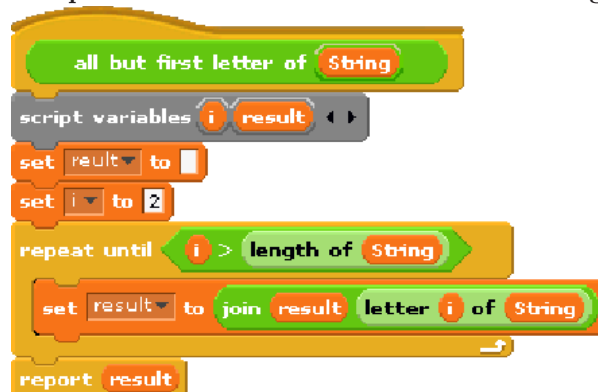 all but first letter of String
script variables i result
set reult to
set i to 2
repeat until i > length of String
set result to join result letter i of String
report result